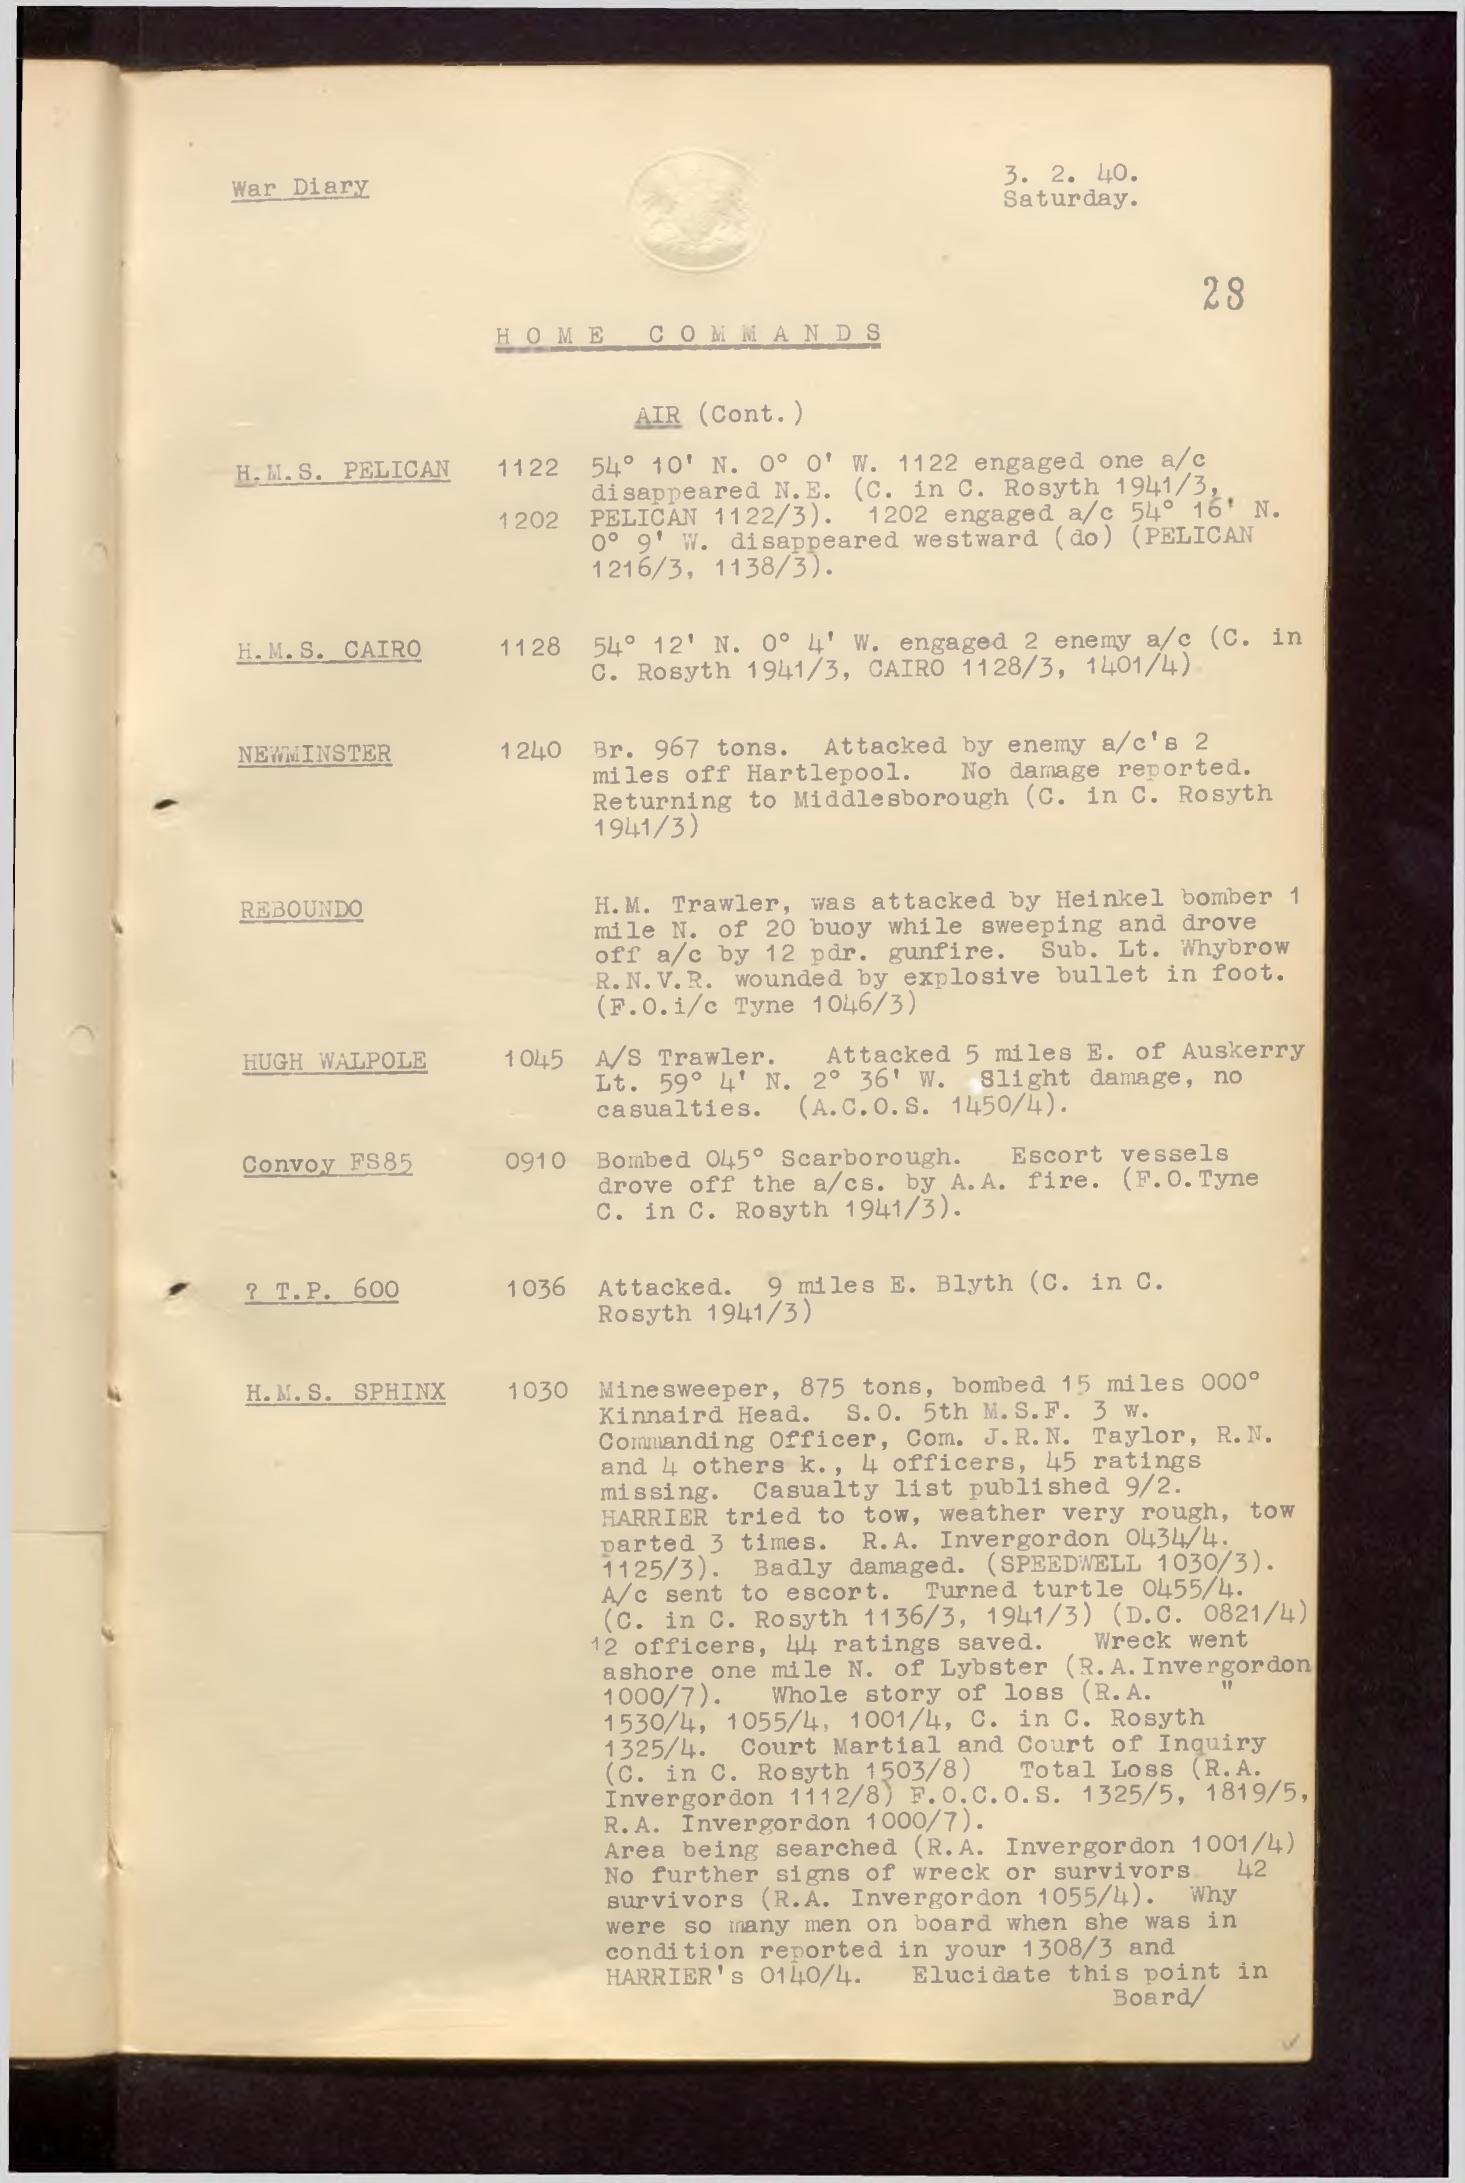 War Diary
3. 2. 40.
Saturday.
28
HOME COMMANDS
AIR (Cont.)
H.M.S. PELICAN 1122 54° 10' N. 0° 0' W. 1122 engaged one a/c
disappeared N.E. (C. in C. Rosyth 1941/3,
1202 PELICAN 1122/3). 1202 engaged a/c 54° 16' N.
0° 9' W. disappeared westward (do) (PELICAN
1216/3, 1138/3).
H.M.S. CAIRO 1128 54° 12' N. 0° 4' W. engaged 2 enemy a/c (C. in
C. Rosyth 1941/3, CAIRO 1128/3, 1401/4)
NEWMINSTER 1240 Br. 967 tons. Attacked by enemy a/c's 2
miles off Hartlepool. No damage reported.
Returning to Middlesborough (C. in C. Rosyth
1941/3)
REBOUNDO H.M. Trawler, was attacked by Heinkel bomber 1
mile N. of 20 buoy while sweeping and drove
off a/c by 12 pdr. gunfire. Sub. Lt. Whybrow
R.N.V.R. wounded by explosive bullet in foot.
(F.O.i/c Tyne 1046/3)
HUGH WALPOLE 1045 A/S Trawler. Attacked 5 miles E. of Auskerry
Lt. 59° 4' N. 2° 36' W. Slight damage, no
casualties. (A.C.O.S. 1450/4).
Convoy FS85 0910 Bombed 045° Scarborough. Escort vessels
drove off the a/cs. by A.A. fire. (F.O.Tyne
C. in C. Rosyth 1941/3).
? T.P. 600 1036 Attacked. 9 miles E. Blyth (C. in C.
Rosyth 1941/3)
H.M.S. SPHINX 1030 Minesweeper, 875 tons, bombed 15 miles 000°
Kinnaird Head. S.O. 5th M.S.F. 3 w.
Commanding Officer, Com. J.R.N. Taylor, R.N.
and 4 others k., 4 officers, 45 ratings
missing. Casualty list published 9/2.
HARRIER tried to tow, weather very rough, tow
parted 3 times. R.A. Invergordon 0434/4.
1125/3). Badly damaged. (SPEEDWELL 1030/3).
A/c sent to escort. Turned turtle 0455/4.
(C. in C. Rosyth 1136/3, 1941/3) (D.C. 0821/4)
12 officers, 44 ratings saved. Wreck went
ashore one mile N. of Lybster (R.A.Invergordon
1000/7). Whole story of loss (R.A. "
1530/4, 1055/4, 1001/4, C. in C. Rosyth
1325/4. Court Martial and Court of Inquiry
(C. in C. Rosyth 1503/8) Total Loss (R.A.
Invergordon 1112/8) F.O.C.O.S. 1325/5, 1819/5,
R.A. Invergordon 1000/7).
Area being searched (R.A. Invergordon 1001/4)
No further signs of wreck or survivors 42
survivors (R.A. Invergordon 1055/4). Why
were so many men on board when she was in
condition reported in your 1308/3 and
HARRIER's 0140/4. Elucidate this point in
Board/